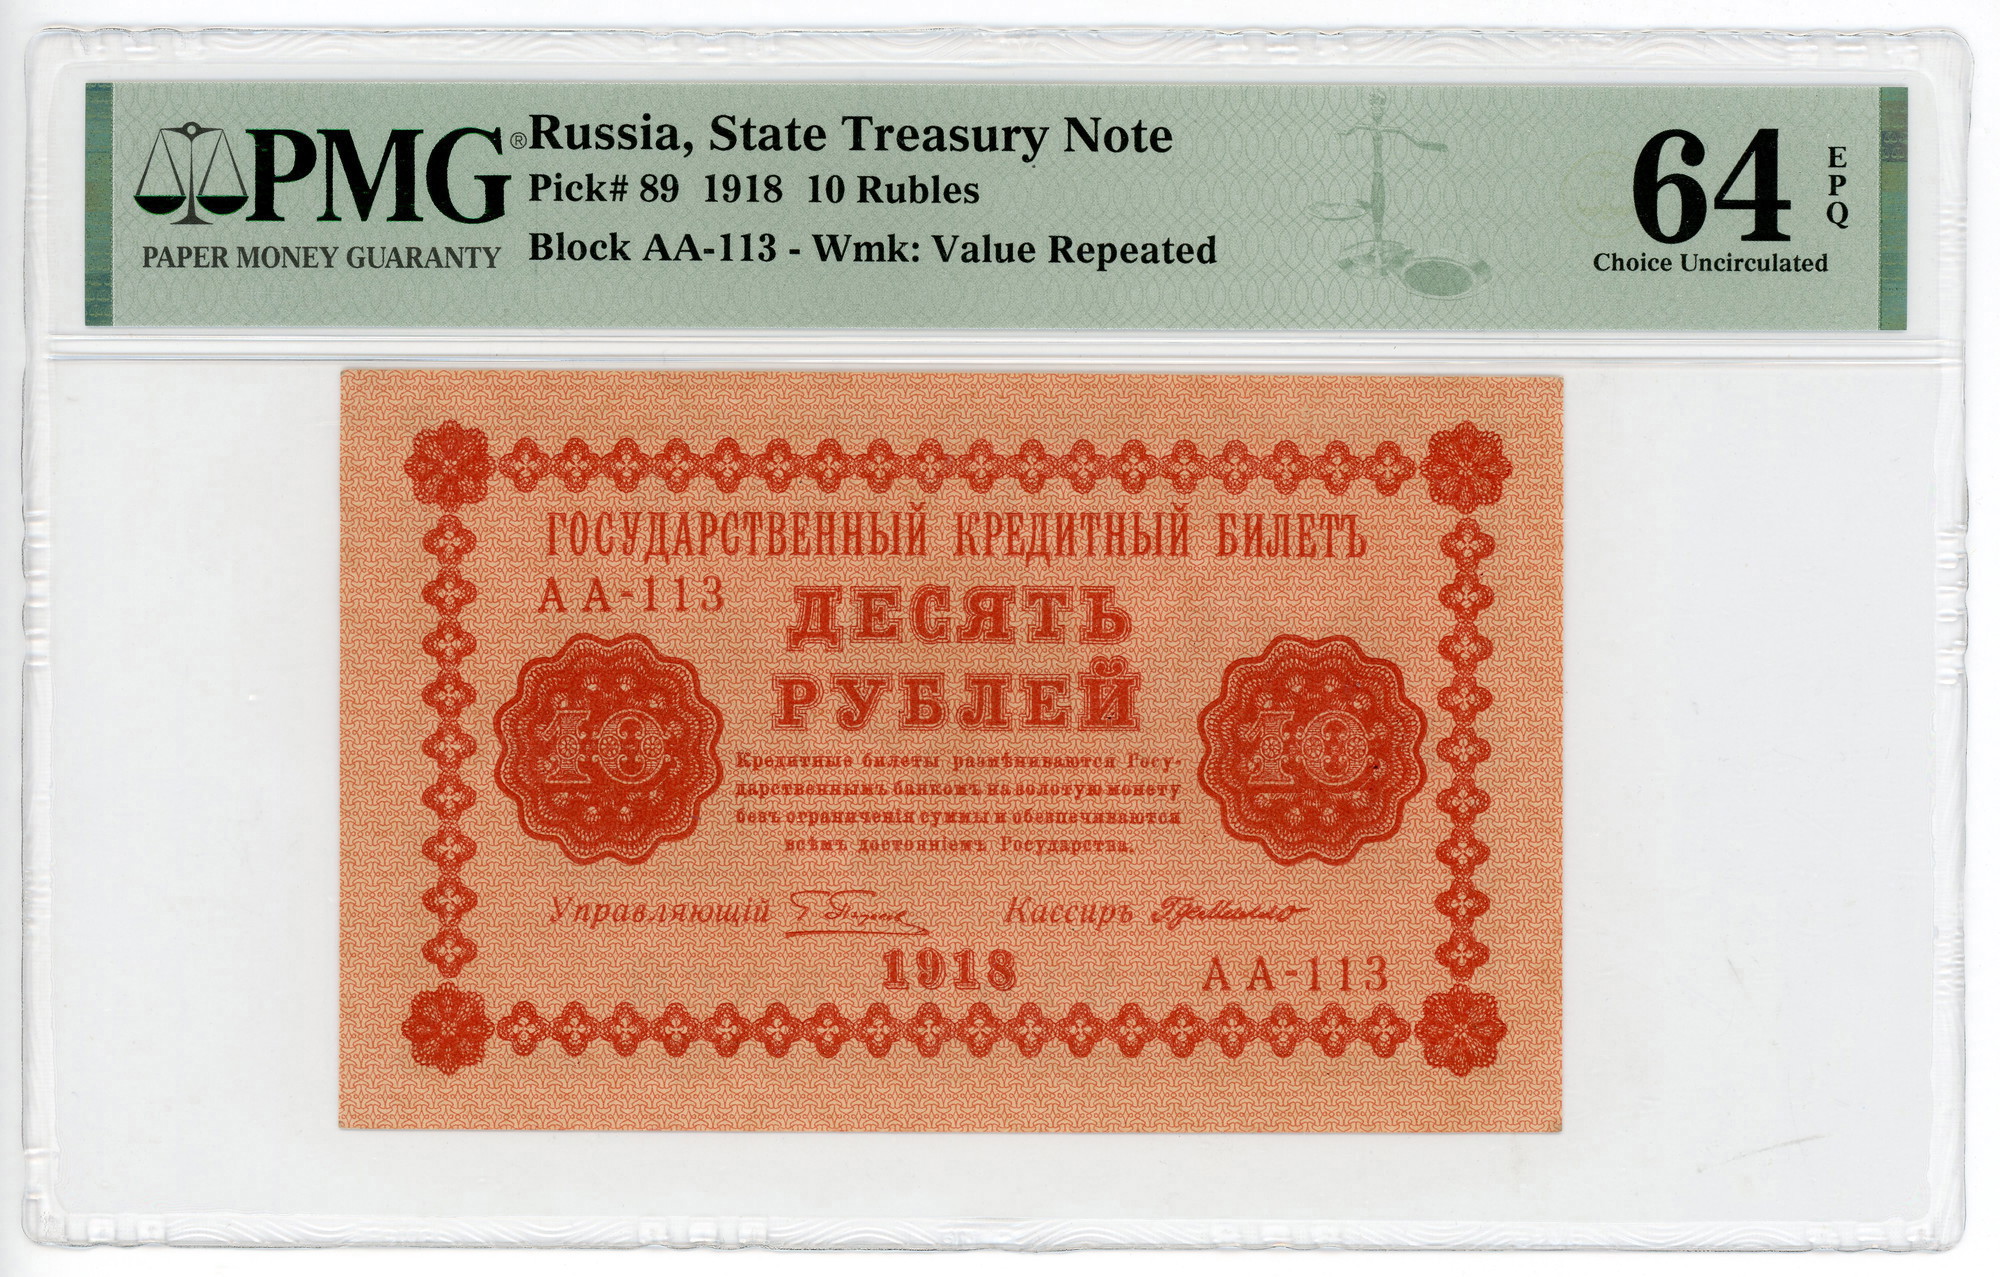 PMG®
PAPER MONEY GUARANTY
Russia, State Treasury Note
Pick# 89 1918 10 Rubles
Block AA-113 - Wmk: Value Repeated
64
EPQ
Choice Uncirculated
ГОСУДАРСТВЕННЫЙ КРЕДИТНЫЙ БИЛЕТЪ
АА-113
ДЕСЯТЬ
РУБЛЕЙ
10
10
Кредитные билеты размѣниваются Госу-
дарственнымъ банкомъ на золотую монету
безъ ограниченія суммы и обезпечиваются
всѣмъ достояніемъ Государства.
Управляющій
Кассиръ
1918
АА-113